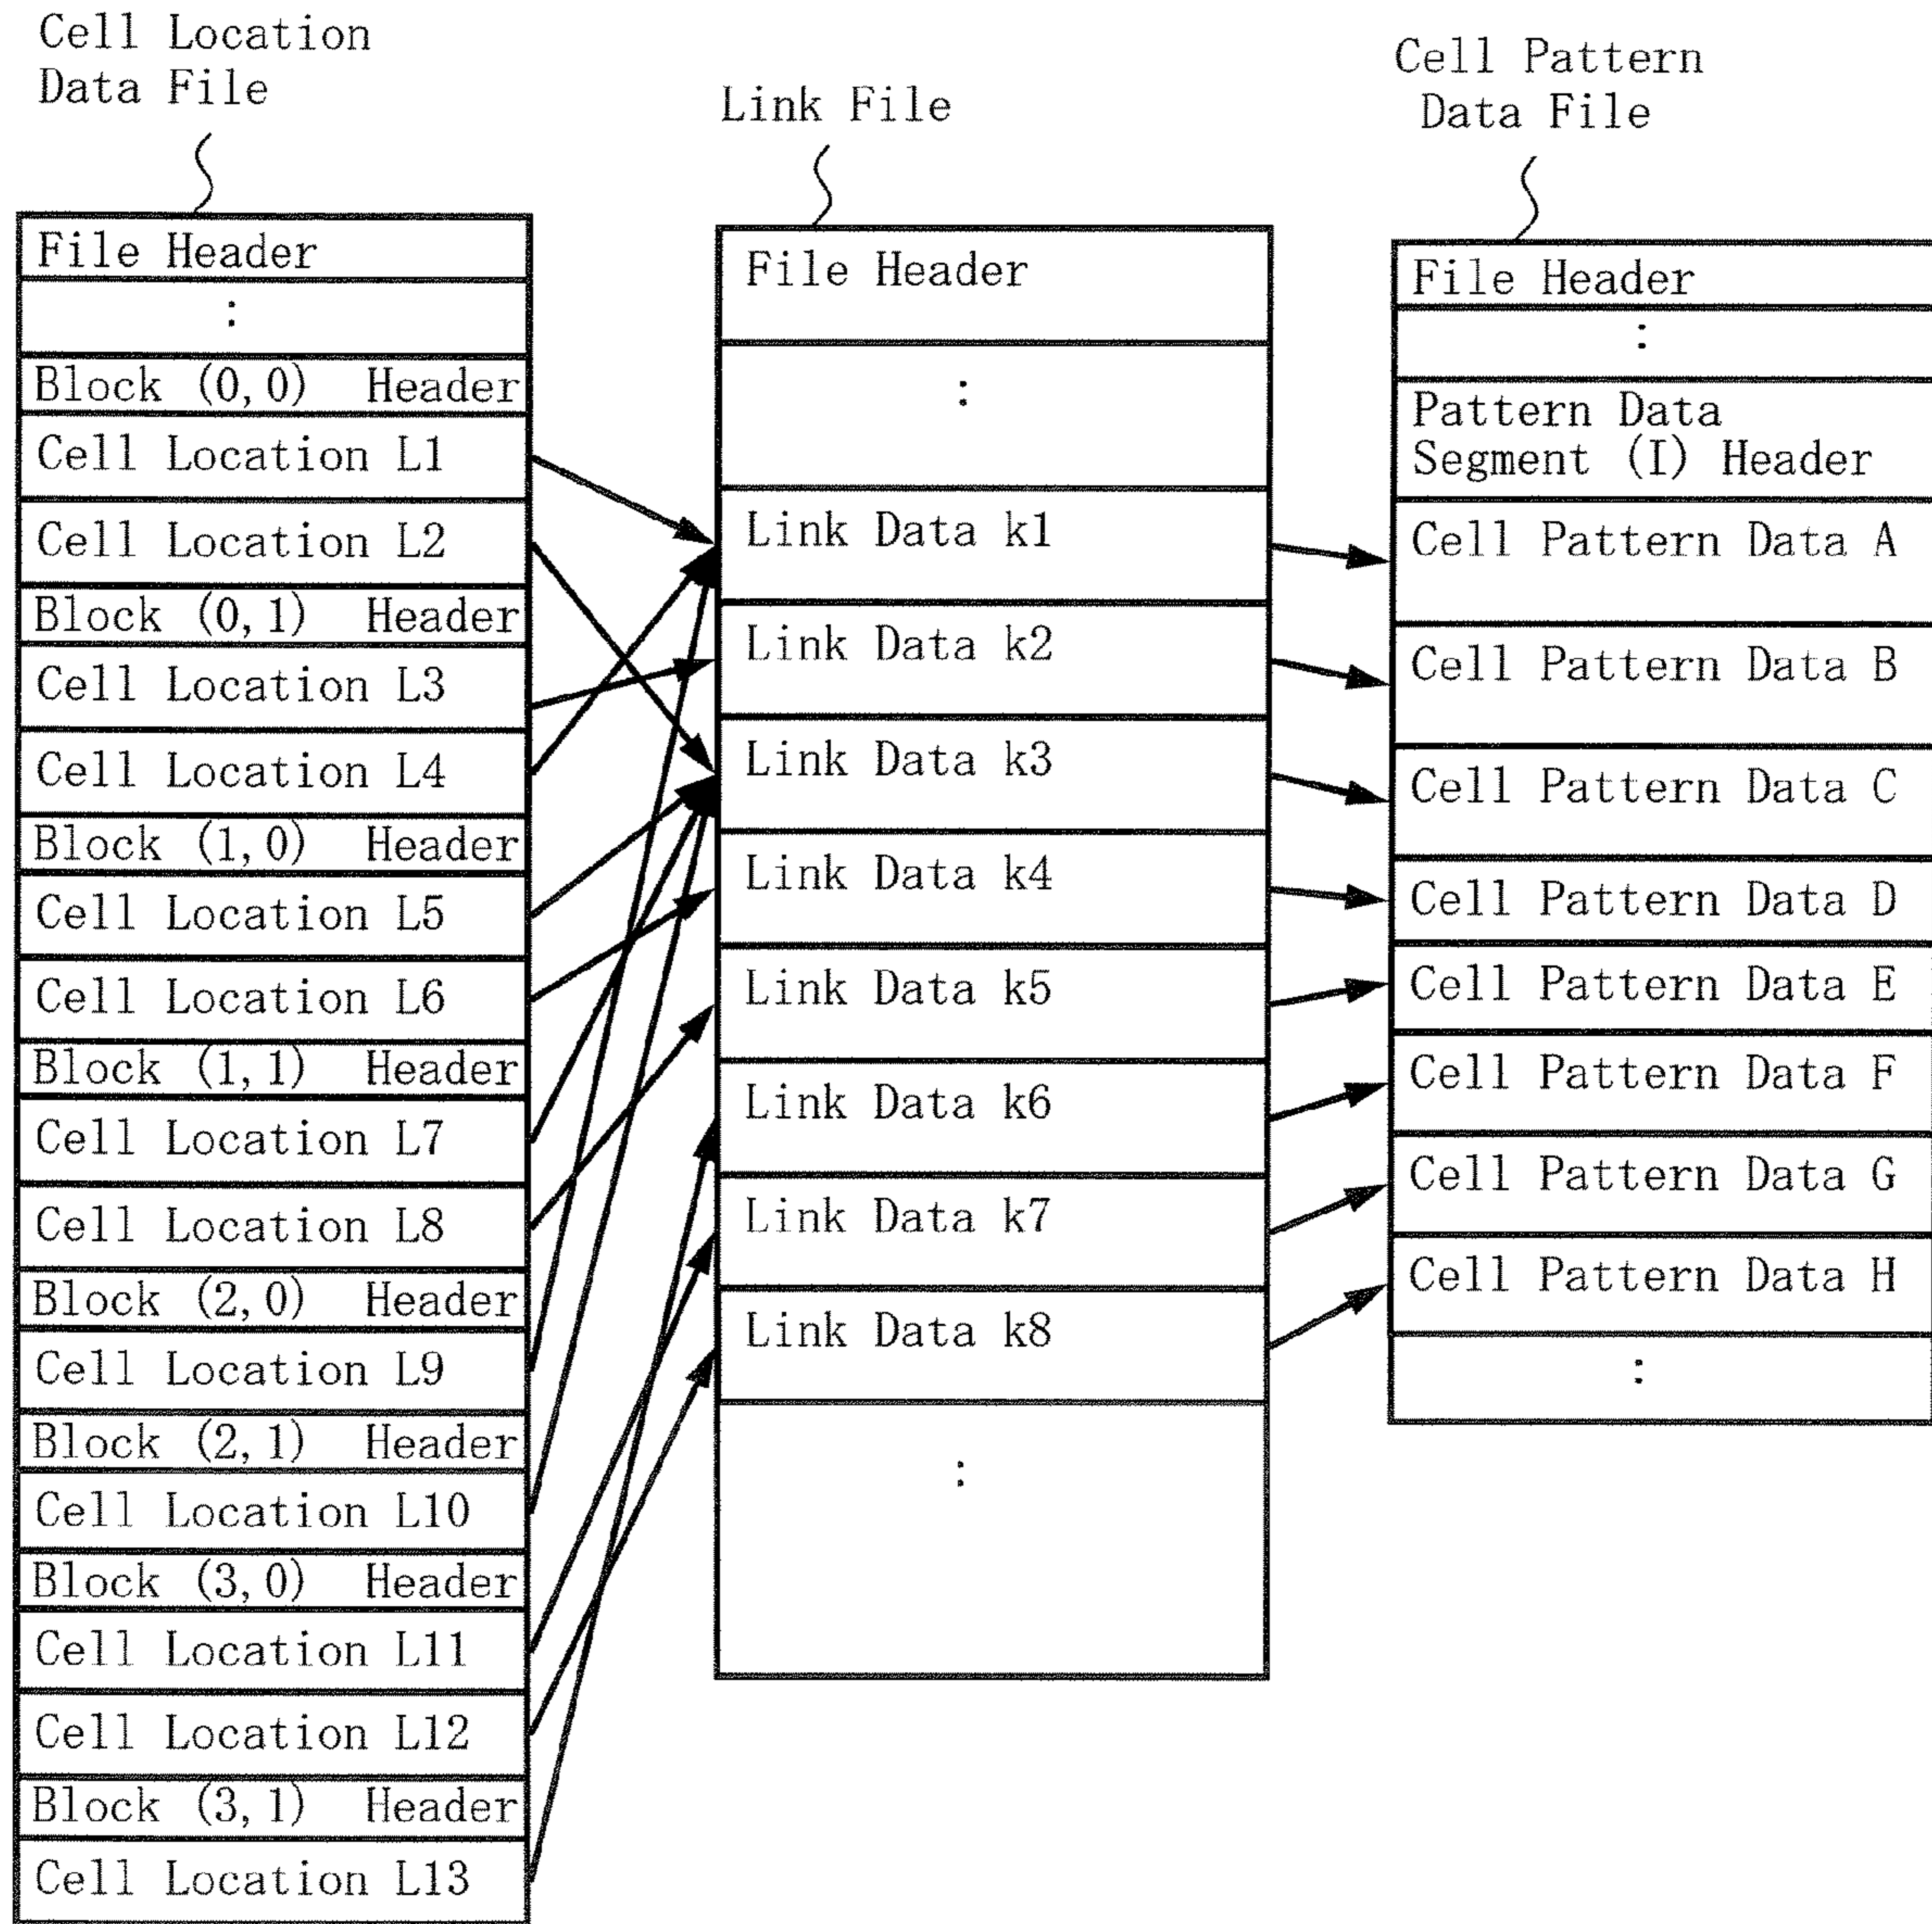 Cell Location
Data File
File Header
:
Block (0,0) Header
Cell Location L1
Cell Location L2
Block (0,1) Header
Cell Location L3
Cell Location L4
Block (1,0) Header
Cell Location L5
Cell Location L6
Block (1,1) Header
Cell Location L7
Cell Location L8
Block (2,0) Header
Cell Location L9
Block (2,1) Header
Cell Location L10
Block (3,0) Header
Cell Location L11
Cell Location L12
Block (3,1) Header
Cell Location L13
Link File
File Header
:
Link Data k1
Link Data k2
Link Data k3
Link Data k4
Link Data k5
Link Data k6
Link Data k7
Link Data k8
:
Cell Pattern
Data File
File Header
:
Pattern Data
Segment (I) Header
Cell Pattern Data A
Cell Pattern Data B
Cell Pattern Data C
Cell Pattern Data D
Cell Pattern Data E
Cell Pattern Data F
Cell Pattern Data G
Cell Pattern Data H
: